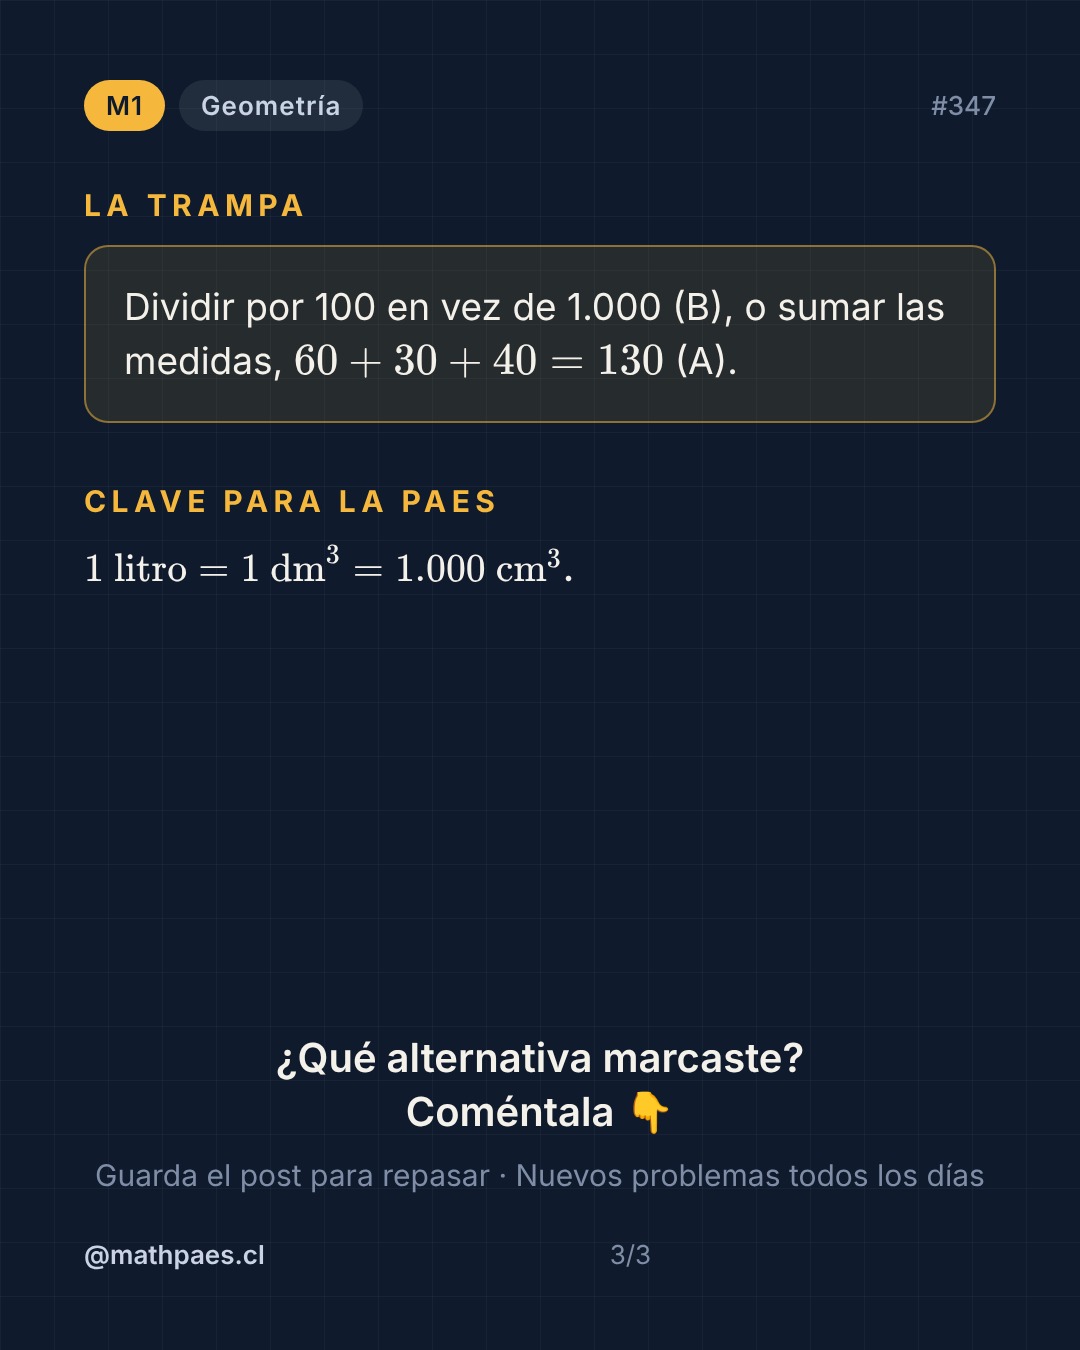 M1 Geometría #347
LA TRAMPA
Dividir por 100 en vez de 1.000 (B), o sumar las
medidas, 60 + 30 + 40 = 130 (A).
CLAVE PARA LA PAES
1 litro = 1 dm³ = 1.000 cm³.
¿Qué alternativa marcaste?
Coméntala 👇
Guarda el post para repasar · Nuevos problemas todos los días
@mathpaes.cl 3/3